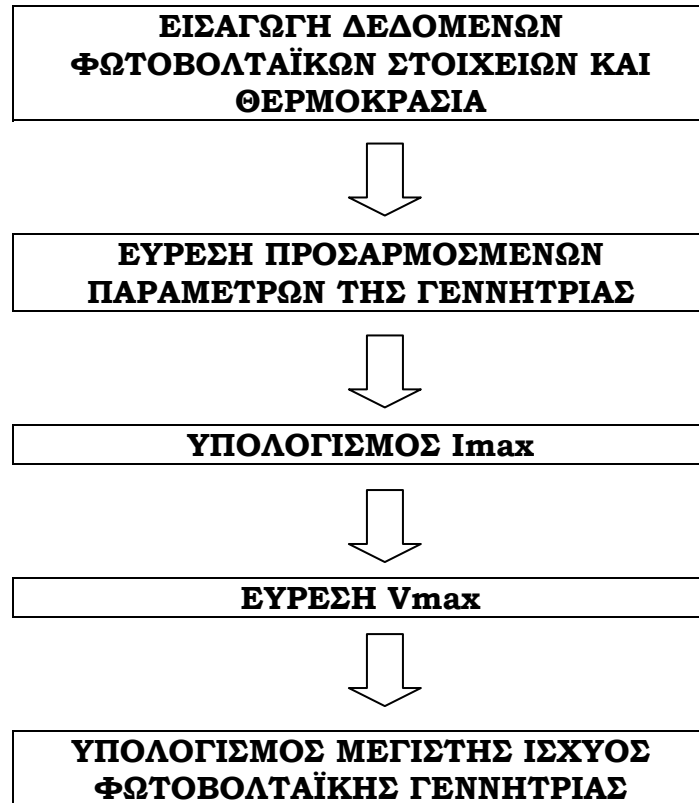 ΕΙΣΑΓΩΓΗ ΔΕΔΟΜΕΝΩΝ
ΦΩΤΟΒΟΛΤΑΪΚΩΝ ΣΤΟΙΧΕΙΩΝ ΚΑΙ
ΘΕΡΜΟΚΡΑΣΙΑ
ΕΥΡΕΣΗ ΠΡΟΣΑΡΜΟΣΜΕΝΩΝ
ΠΑΡΑΜΕΤΡΩΝ ΤΗΣ ΓΕΝΝΗΤΡΙΑΣ
ΥΠΟΛΟΓΙΣΜΟΣ Imax
ΕΥΡΕΣΗ Vmax
ΥΠΟΛΟΓΙΣΜΟΣ ΜΕΓΙΣΤΗΣ ΙΣΧΥΟΣ
ΦΩΤΟΒΟΛΤΑΪΚΗΣ ΓΕΝΝΗΤΡΙΑΣ